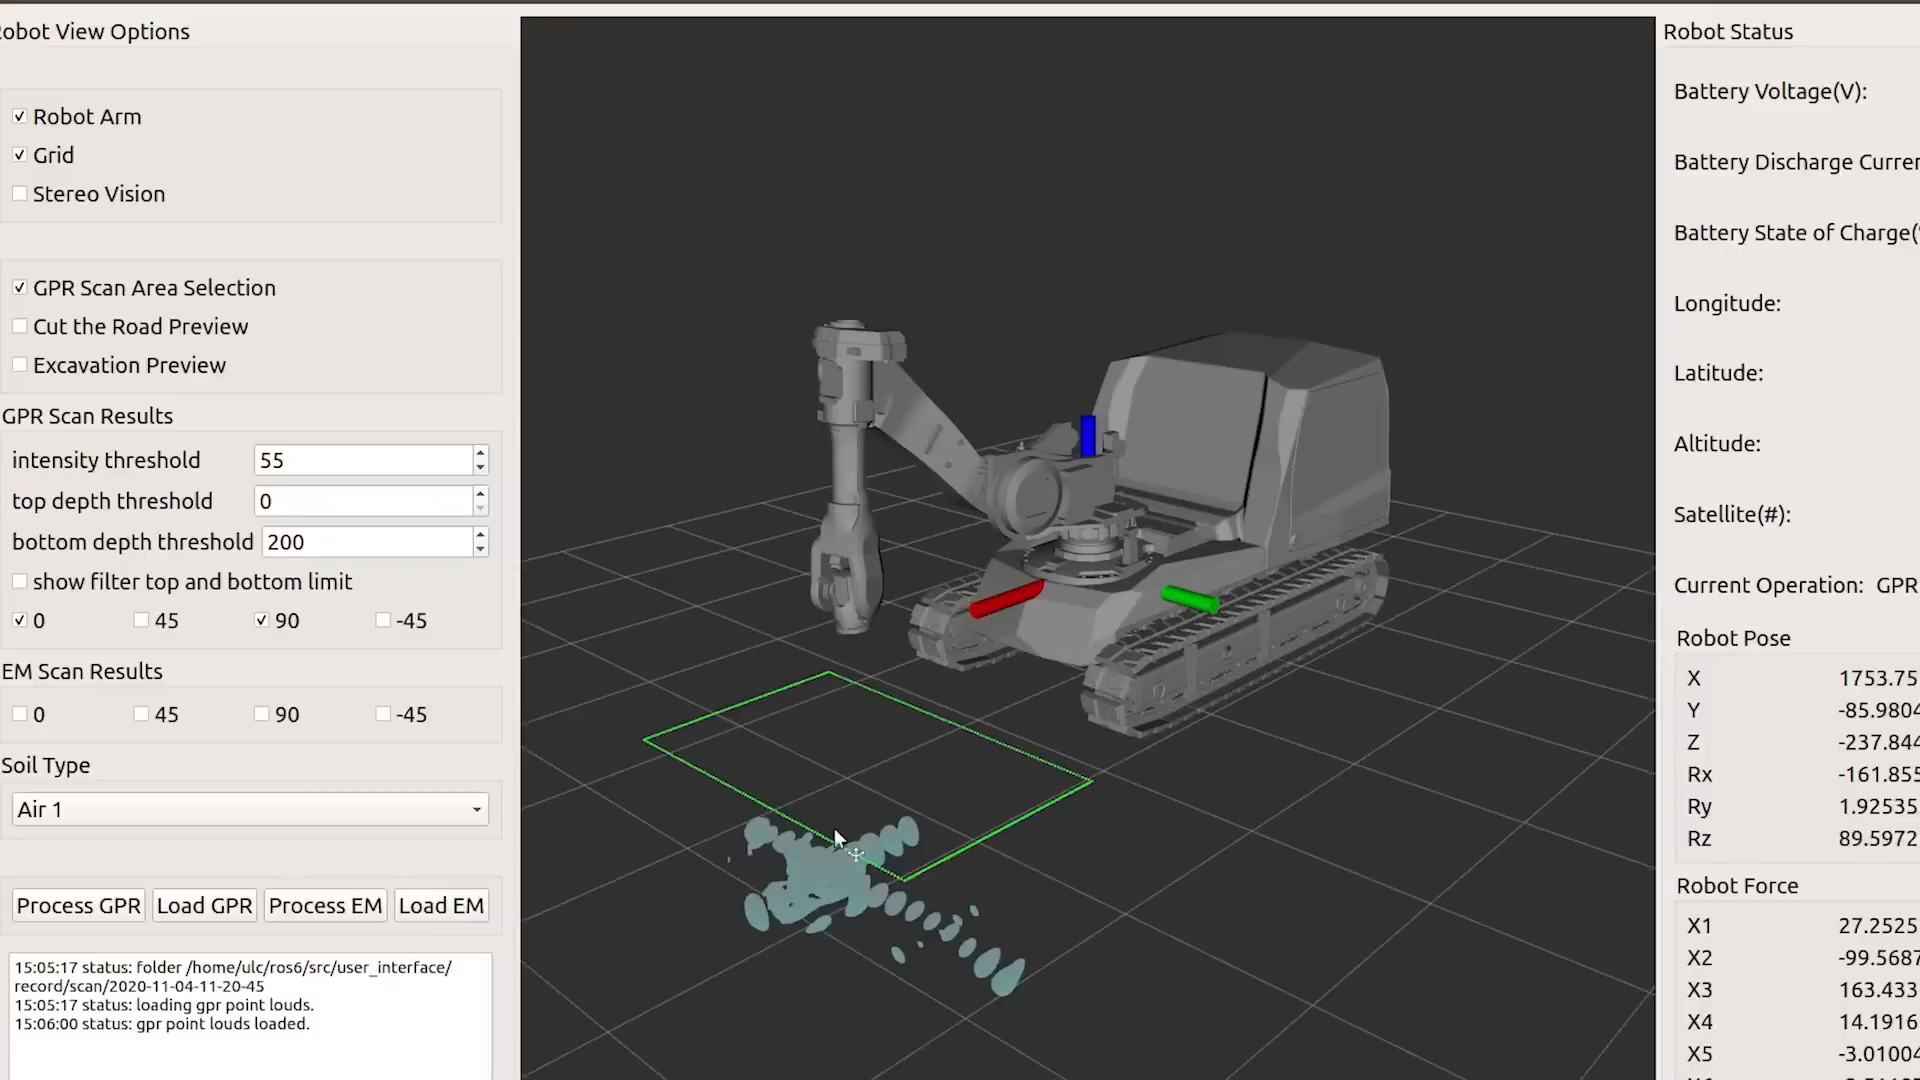 obot View Options
Robot Arm
Grid
Stereo Vision
GPR Scan Area Selection
Cut the Road Preview
Excavation Preview
GPR Scan Results
intensity threshold 55
top depth threshold 0
bottom depth threshold 200
show filter top and bottom limit
0 45 90 -45
EM Scan Results
0 45 90 -45
Soil Type
Air 1
Process GPR Load GPR Process EM Load EM
15:05:17 status: folder /home/ulc/ros6/src/user_interface/
record/scan/2020-11-04-11-20-45
15:05:17 status: loading gpr point louds.
15:06:00 status: gpr point louds loaded.
Robot Status
Battery Voltage(V):
Battery Discharge Curren
Battery State of Charge(
Longitude:
Latitude:
Altitude:
Satellite(#):
Current Operation: GPR
Robot Pose
X 1753.75
Y -85.9804
Z -237.844
Rx -161.855
Ry 1.92535
Rz 89.5972
Robot Force
X1 27.2525
X2 -99.5687
X3 163.433
X4 14.1916
X5 -3.01004